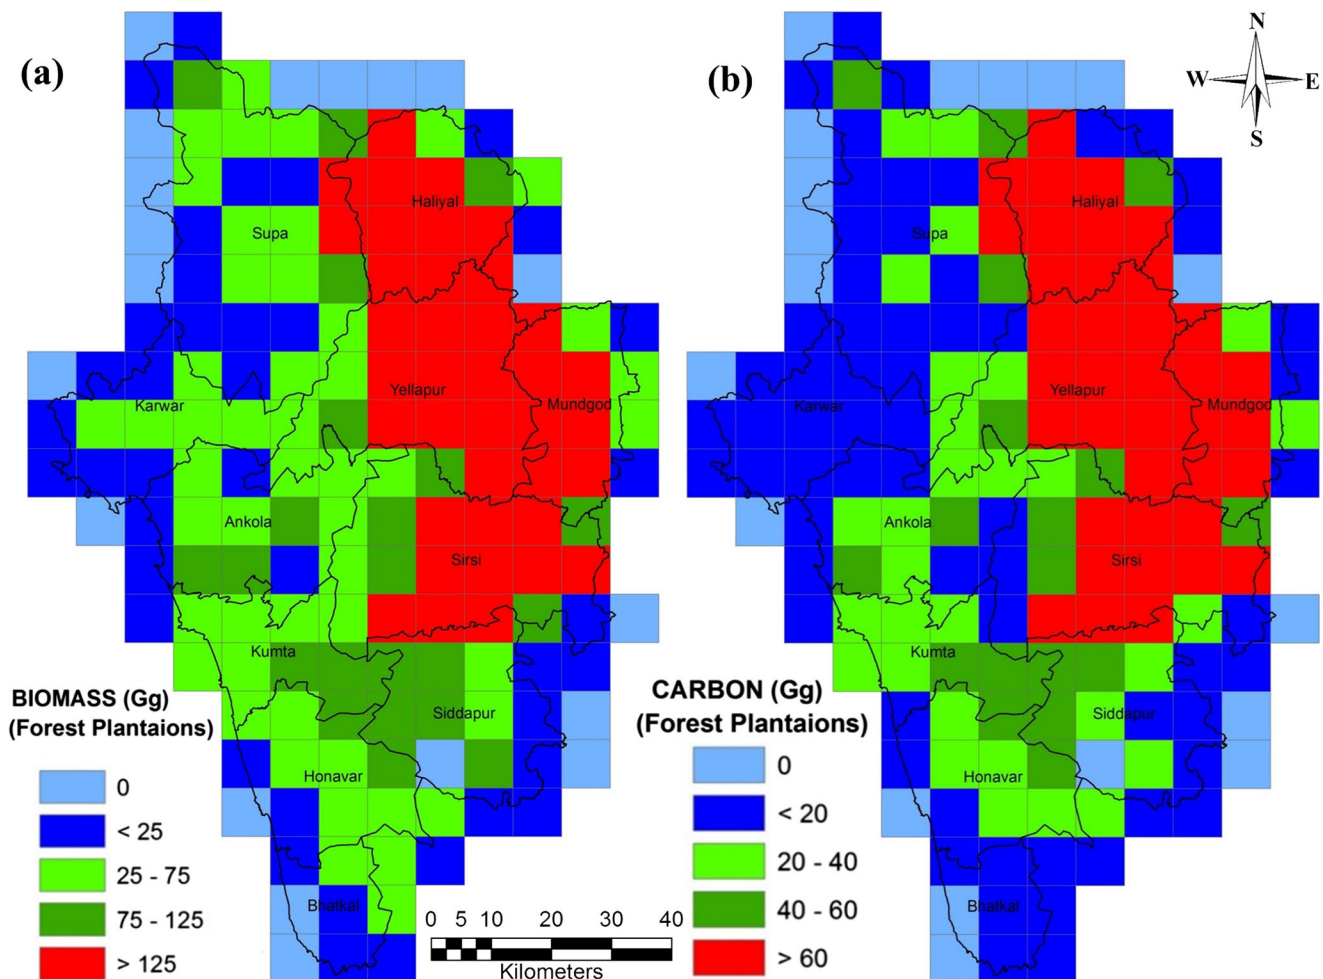 (a)
Haliyal
Supa
Yellapur
Karwar
Mundgod
Ankola
Sirsi
Kumta
Siddapur
Honavar
Bhatkal
BIOMASS (Gg)
(Forest Plantaions)
0
< 25
25 - 75
75 - 125
> 125
0 5 10 20 30 40
Kilometers
(b)
N
W E
S
Haliyal
Supa
Yellapur
Karwar
Mundgod
Ankola
Sirsi
Kumta
Siddapur
Honavar
Bhatkal
CARBON (Gg)
(Forest Plantaions)
0
< 20
20 - 40
40 - 60
> 60